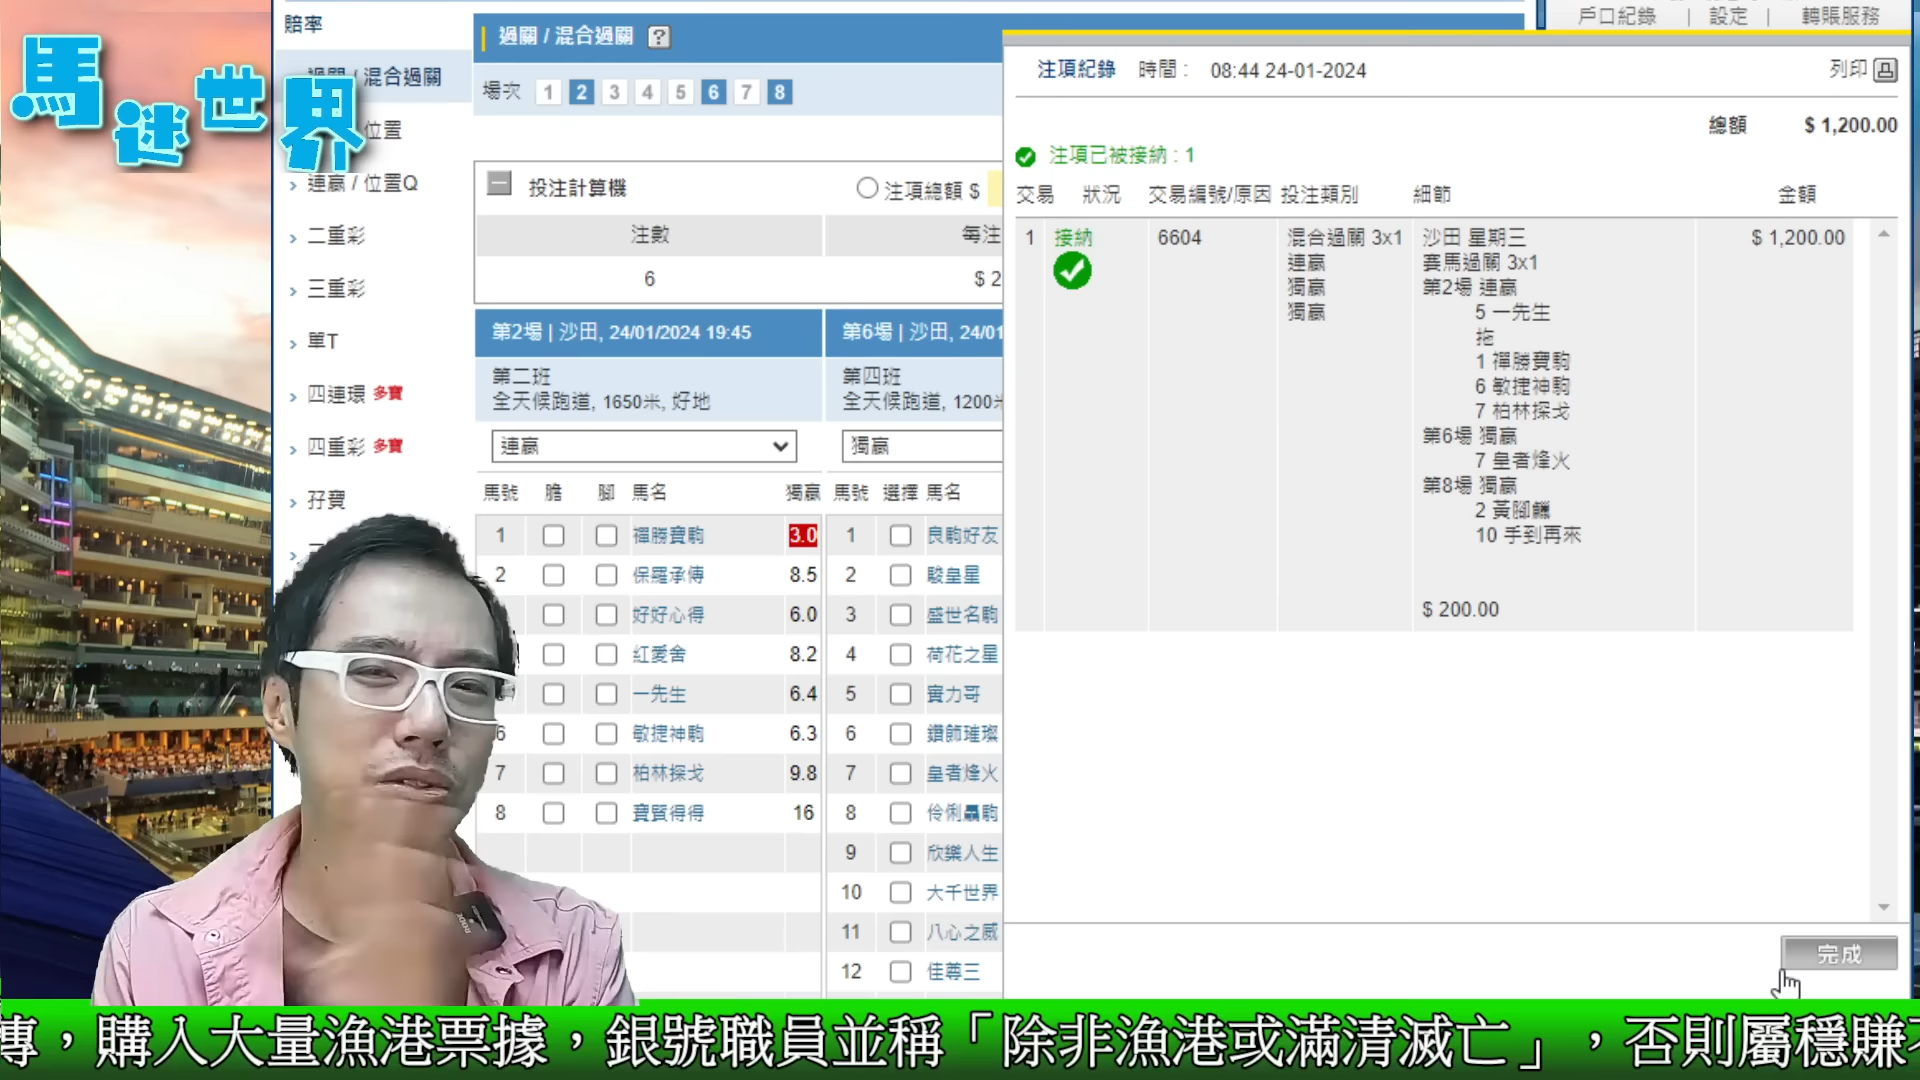 馬迷世界
賠率
過關 / 混合過關
位置
連贏 / 位置Q
二重彩
三重彩
單T
四連環 多寶
四重彩 多寶
孖寶
過關 / 混合過關 ?
場次 1 2 3 4 5 6 7 8
投注計算機
注項總額 $
注數
每注
6
$ 2
第2場 | 沙田, 24/01/2024 19:45
第二班
全天候跑道, 1650米, 好地
連贏
馬號 膽 腳 馬名 獨贏
1 禪勝寶駒 3.0
2 保羅承傳 8.5
好好心得 6.0
紅愛舍 8.2
一先生 6.4
6 敏捷神駒 6.3
7 柏林探戈 9.8
8 寶賢得得 16
第6場 | 沙田, 24/01
第四班
全天候跑道, 1200米
獨贏
馬號 選擇 馬名
1 良駒好友
2 駿皇星
3 盛世名駒
4 荷花之星
5 實力哥
6 鑽飾璀璨
7 皇者烽火
8 伶俐驫駒
9 欣樂人生
10 大千世界
11 八心之威
12 佳尊三
戶口紀錄 | 設定 | 轉賬服務
注項紀錄 時間 : 08:44 24-01-2024
列印
總額 $ 1,200.00
注項已被接納 : 1
交易 狀況 交易編號/原因 投注類別 細節 金額
1 接納 6604 混合過關 3x1 沙田 星期三 $ 1,200.00
連贏 賽馬過關 3x1
獨贏 第2場 連贏
獨贏 5 一先生
拖
1 禪勝寶駒
6 敏捷神駒
7 柏林探戈
第6場 獨贏
7 皇者烽火
第8場 獨贏
2 黃腳鱲
10 手到再來
$ 200.00
完成
傳，購入大量漁港票據，銀號職員並稱「除非漁港或滿清滅亡」，否則屬穩賺